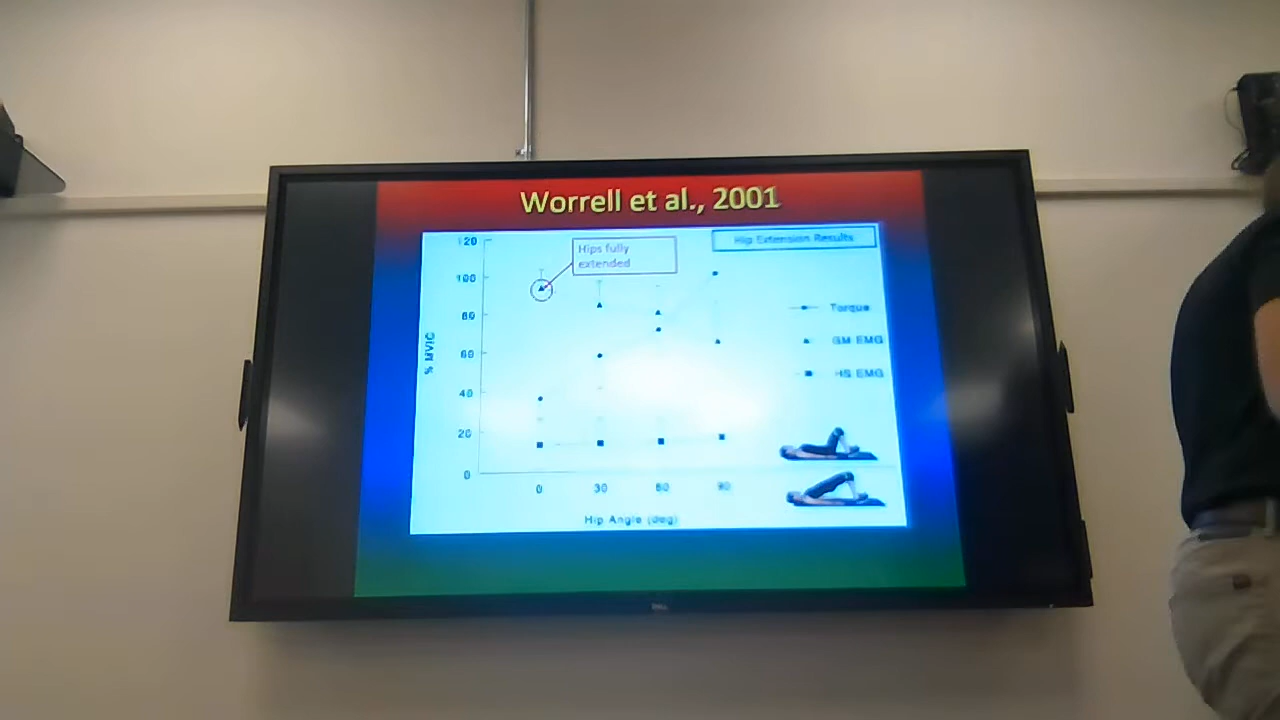 Worrell et al., 2001
Hip Extension Results
Hips fully
extended
120
100
80
60
40
20
0
% MVIC
Torque
GM EMG
HS EMG
0 30 60 90
Hip Angle (deg)
DELL